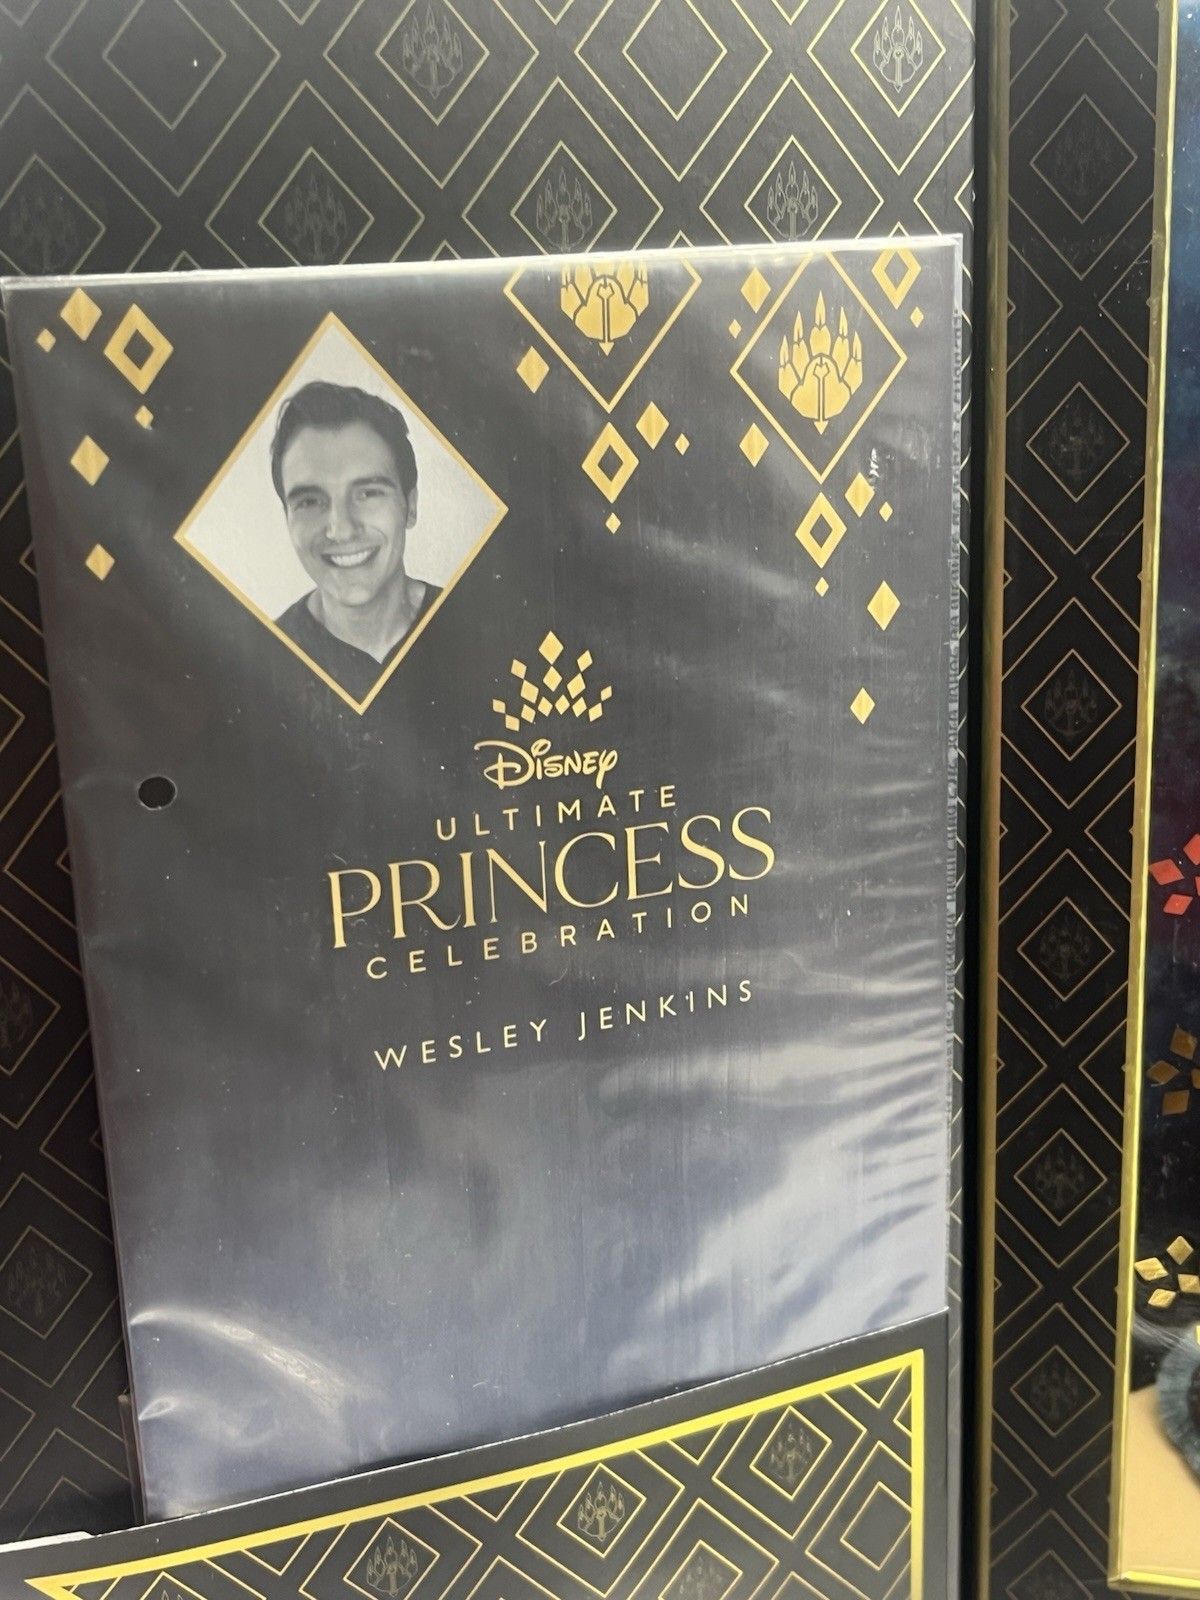 Disney
ULTIMATE
PRINCESS
CELEBRATION
WESLEY JENKINS